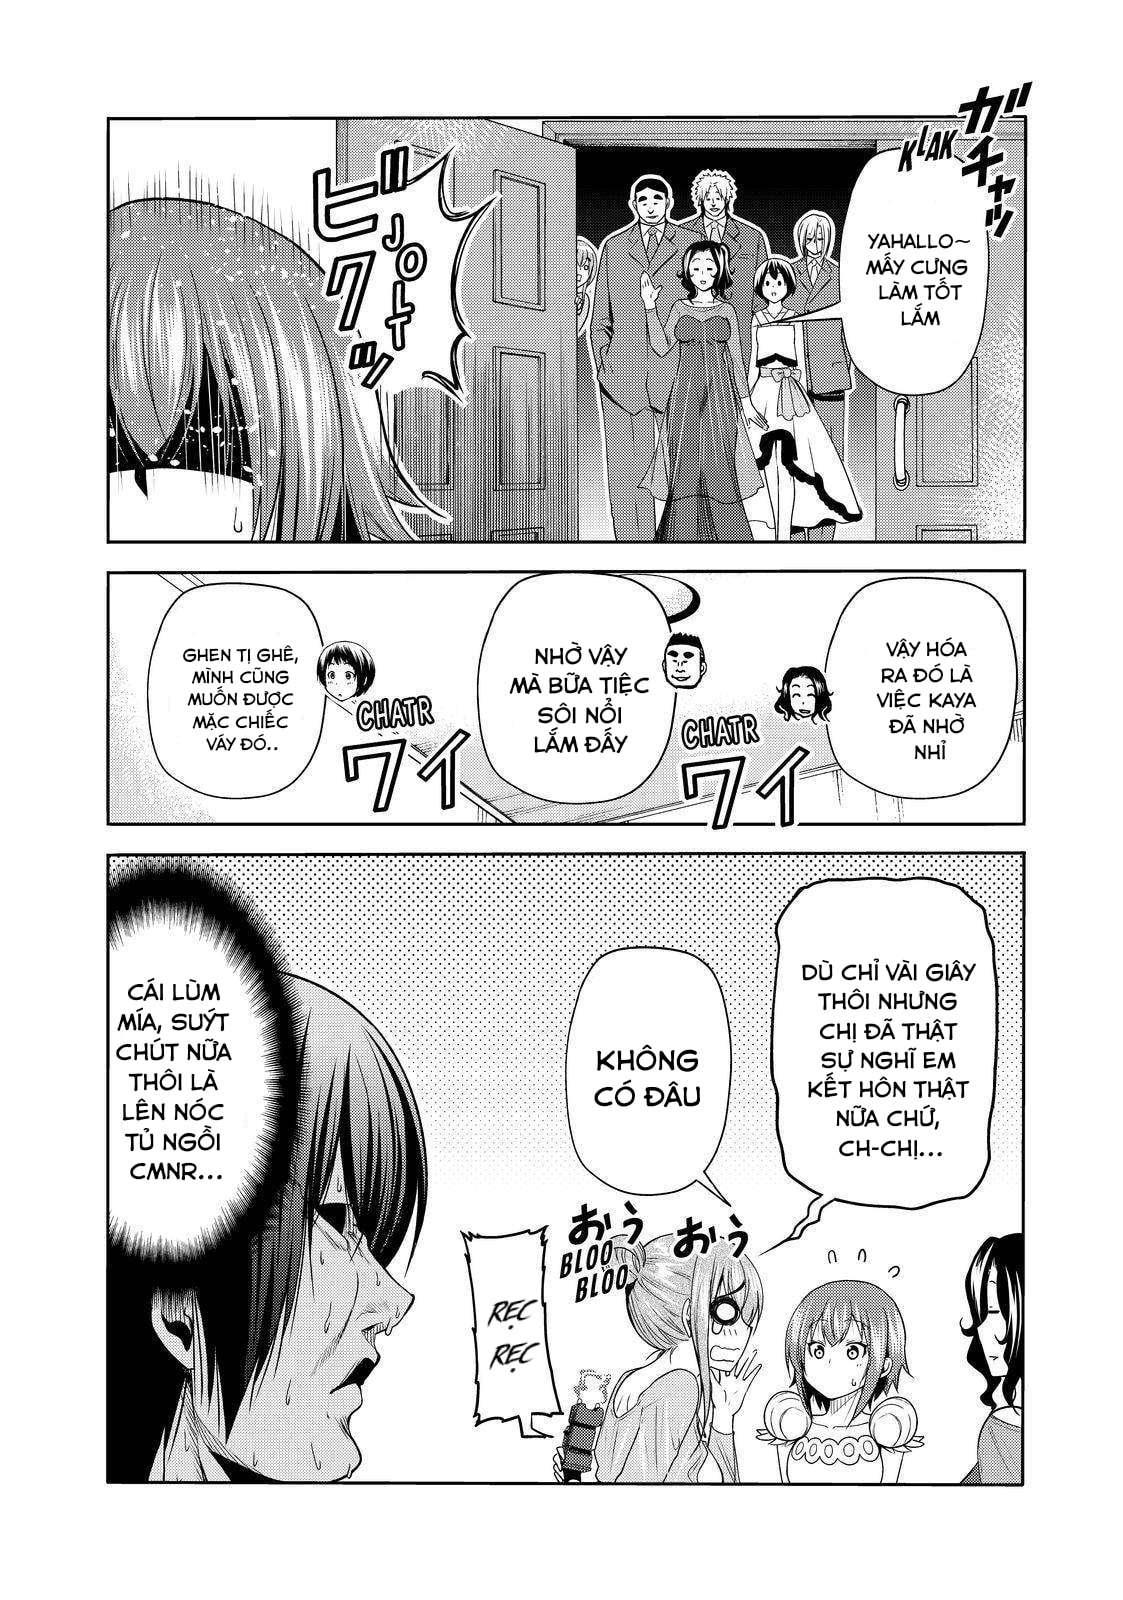 ガチャッ
KLAK
YAHALLO~
MẤY CƯNG
LÀM TỐT
LẮM
ビクッ
JOLT
VẬY HÓA
RA ĐÓ LÀ
VIỆC KAYA
ĐÃ NHỜ
NHỈ
NHỜ VẬY
MÀ BỮA TIỆC
SÔI NỔI
LẮM ĐẤY
CHATR
ワイ
GHEN TỊ GHÊ,
MÌNH CŨNG
MUỐN ĐƯỢC
MẶC CHIẾC
VÁY ĐÓ..
CHATR
ワイ
DÙ CHỈ VÀI GIÂY
THÔI NHƯNG
CHỊ ĐÃ THẬT
SỰ NGHĨ EM
KẾT HÔN THẬT
NỮA CHỨ,
CH-CHỊ...
KHÔNG
CÓ ĐÂU
おぅ
おぅ
BLOO
BLOO
RẸC
RẸC
CÁI LÙM
MÍA, SUÝT
CHÚT NỮA
THÔI LÀ
LÊN NÓC
TỦ NGỒI
CMNR...